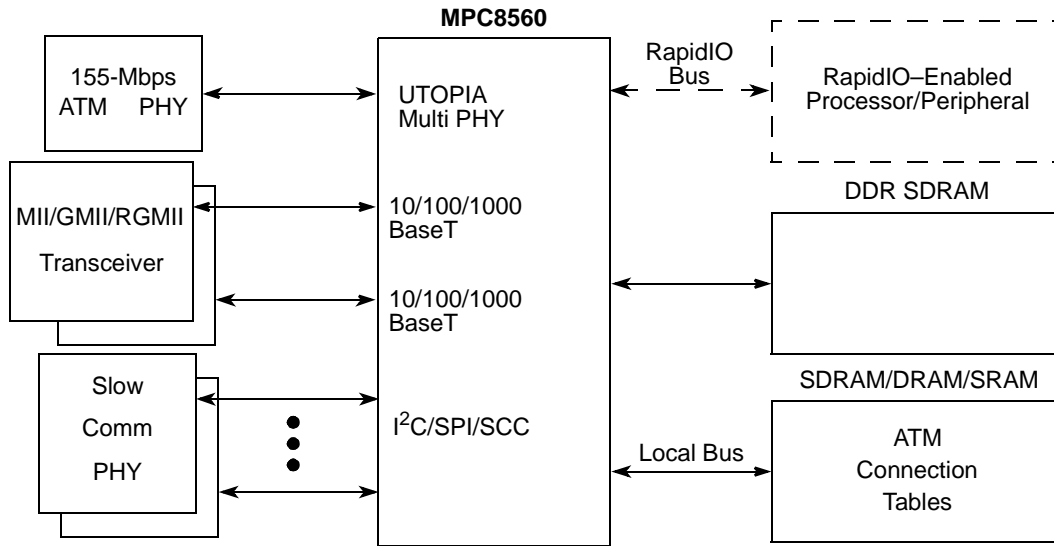 MPC8560
155-Mbps
ATM PHY
UTOPIA
Multi PHY
RapidIO
Bus
RapidIO–Enabled
Processor/Peripheral
MII/GMII/RGMII
Transceiver
10/100/1000
BaseT
10/100/1000
BaseT
DDR SDRAM
Slow
Comm
PHY
I²C/SPI/SCC
SDRAM/DRAM/SRAM
Local Bus
ATM
Connection
Tables